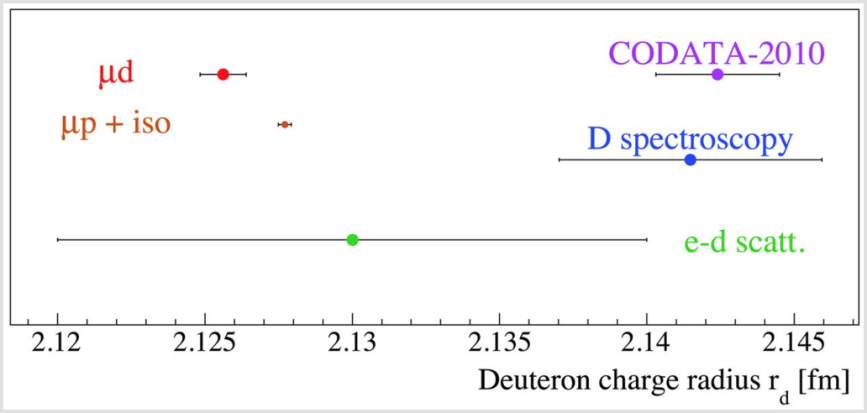 μd
CODATA-2010
μp + iso
D spectroscopy
e-d scatt.
2.12 2.125 2.13 2.135 2.14 2.145
Deuteron charge radius r_d [fm]